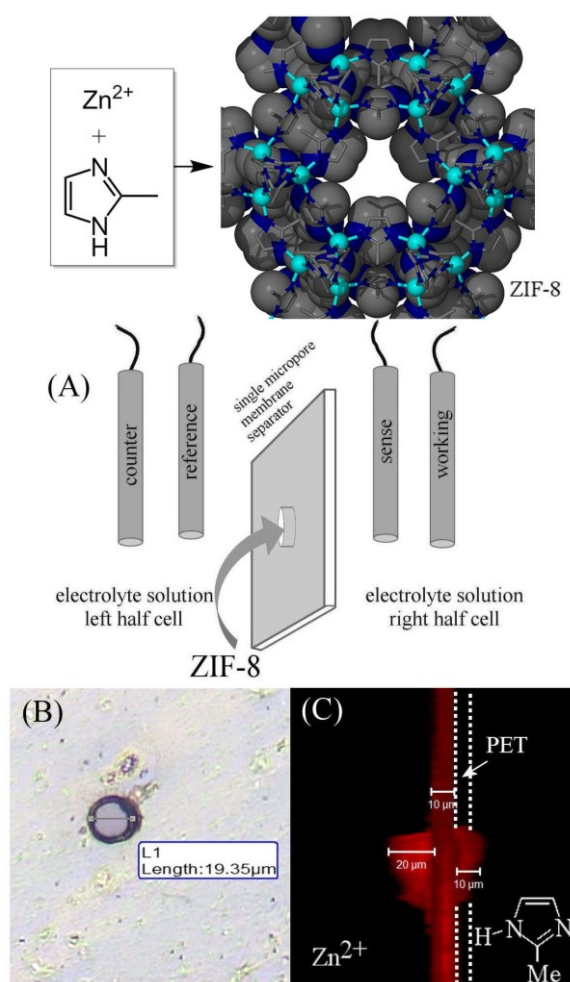 Zn2+
+
N
N
H
ZIF-8
(A)
counter
reference
single micropore
membrane
separator
sense
working
electrolyte solution
left half cell
electrolyte solution
right half cell
ZIF-8
(B)
L1
Length:19.35µm
(C)
PET
10 µm
20 µm
10 µm
Zn2+
H
N
N
Me